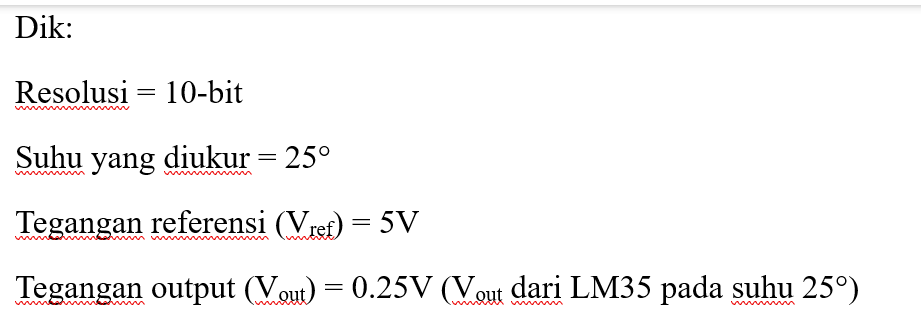 Dik:
Resolusi = 10-bit
Suhu yang diukur = 25°
Tegangan referensi (Vref) = 5V
Tegangan output (Vout) = 0.25V (Vout dari LM35 pada suhu 25°)